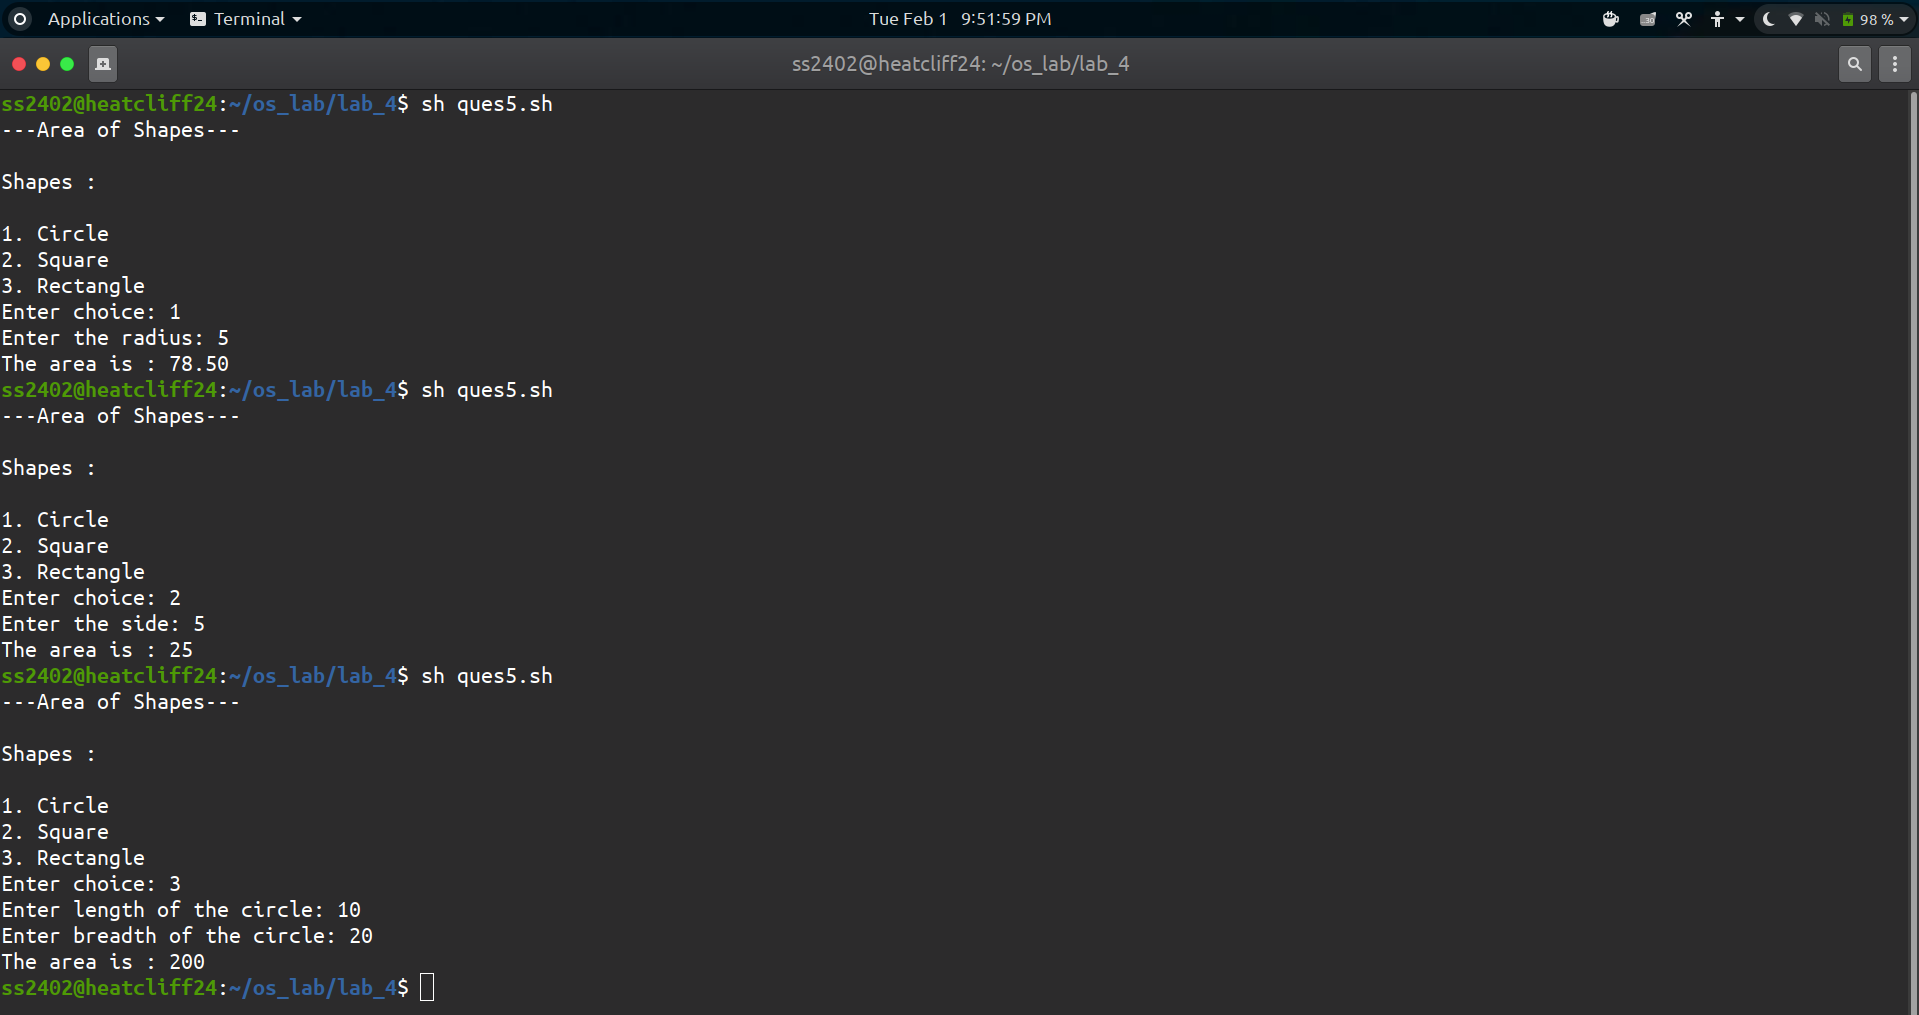 Applications Terminal Tue Feb 1 9:51:59 PM 98 %
ss2402@heatcliff24: ~/os_lab/lab_4
ss2402@heatcliff24:~/os_lab/lab_4$ sh ques5.sh
---Area of Shapes---
Shapes :
1. Circle
2. Square
3. Rectangle
Enter choice: 1
Enter the radius: 5
The area is : 78.50
ss2402@heatcliff24:~/os_lab/lab_4$ sh ques5.sh
---Area of Shapes---
Shapes :
1. Circle
2. Square
3. Rectangle
Enter choice: 2
Enter the side: 5
The area is : 25
ss2402@heatcliff24:~/os_lab/lab_4$ sh ques5.sh
---Area of Shapes---
Shapes :
1. Circle
2. Square
3. Rectangle
Enter choice: 3
Enter length of the circle: 10
Enter breadth of the circle: 20
The area is : 200
ss2402@heatcliff24:~/os_lab/lab_4$